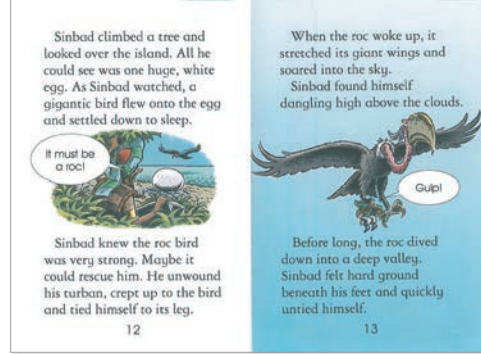 Sinbad climbed a tree and
looked over the island. All he
could see was one huge, white
egg. As Sinbad watched, a
gigantic bird flew onto the egg
and settled down to sleep.
It must be
a roc!
Sinbad knew the roc bird
was very strong. Maybe it
could rescue him. He unwound
his turban, crept up to the bird
and tied himself to its leg.
12
When the roc woke up, it
stretched its giant wings and
soared into the sky.
Sinbad found himself
dangling high above the clouds.
Gulp!
Before long, the roc dived
down into a deep valley.
Sinbad felt hard ground
beneath his feet and quickly
untied himself.
13